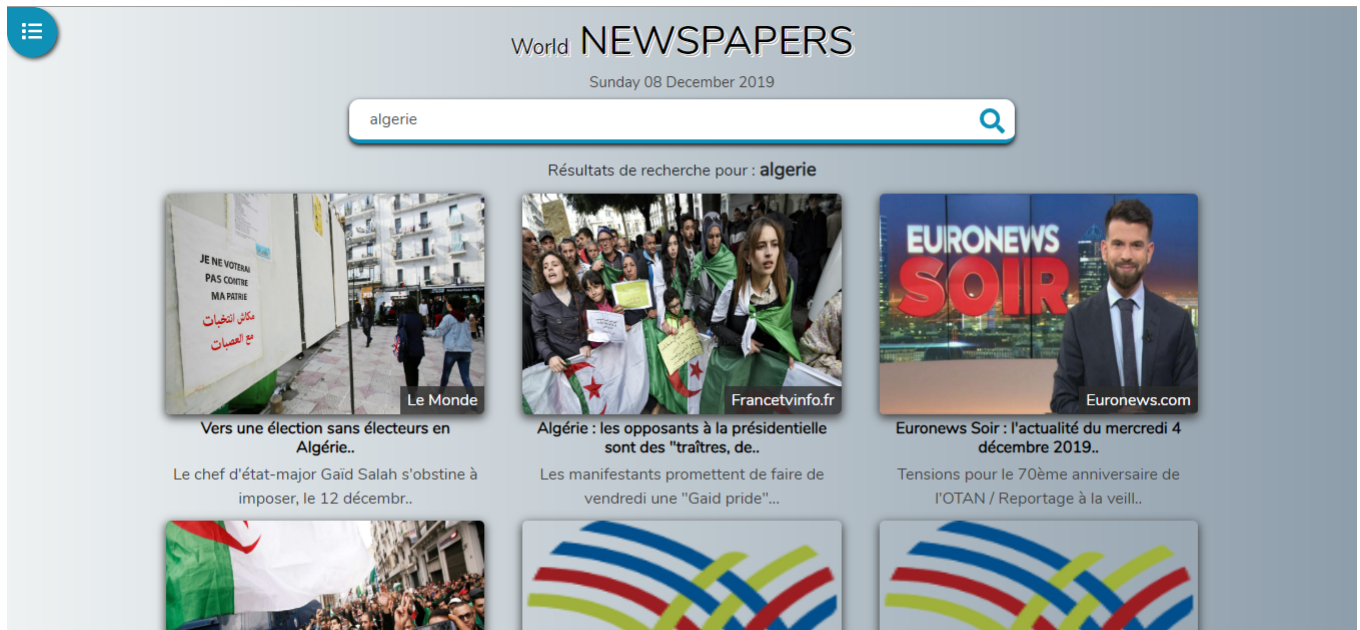 World NEWSPAPERS
Sunday 08 December 2019
algerie
Résultats de recherche pour : algerie
JE NE VOTERAI
PAS CONTRE
MA PATRIE
مكاش انتخابات
مع العصابات
Le Monde
Francetvinfo.fr
EURONEWS
SOIR
Euronews.com
Vers une élection sans électeurs en
Algérie..
Le chef d'état-major Gaïd Salah s'obstine à
imposer, le 12 décembr..
Algérie : les opposants à la présidentielle
sont des "traîtres, de..
Les manifestants promettent de faire de
vendredi une "Gaid pride"...
Euronews Soir : l'actualité du mercredi 4
décembre 2019..
Tensions pour le 70ème anniversaire de
l'OTAN / Reportage à la veill..